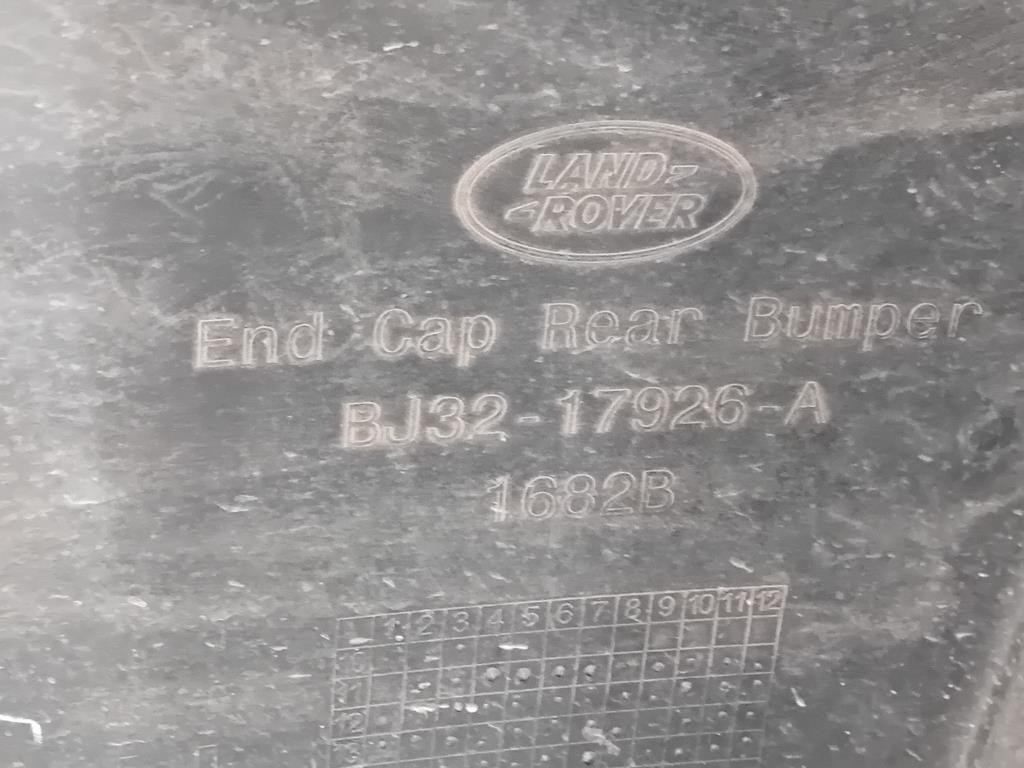 LAND
ROVER
End Cap Rear Bumper
BJ32-17926-A
1682B
1 2 3 4 5 6 7 8 9 10 11 12
10
11
12
13